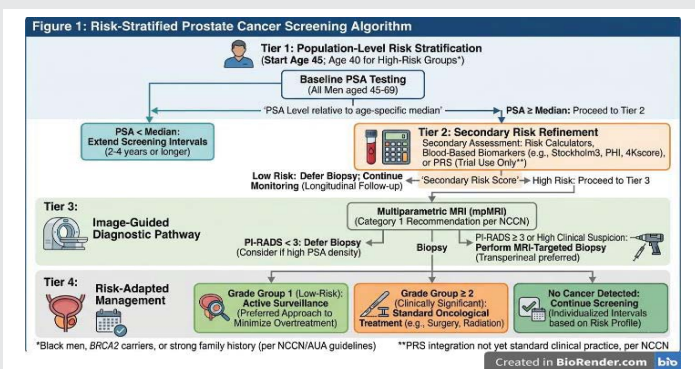 Figure 1: Risk-Stratified Prostate Cancer Screening Algorithm
Tier 1: Population-Level Risk Stratification
(Start Age 45; Age 40 for High-Risk Groups*)
Baseline PSA Testing
(All Men aged 45-69)
'PSA Level relative to age-specific median'
PSA ≥ Median: Proceed to Tier 2
PSA < Median:
Extend Screening Intervals
(2-4 years or longer)
Tier 2: Secondary Risk Refinement
Secondary Assessment: Risk Calculators,
Blood-Based Biomarkers (e.g., Stockholm3, PHI, 4Kscore),
or PRS (Trial Use Only**)
Low Risk: Defer Biopsy; Continue
Monitoring (Longitudinal Follow-up)
'Secondary Risk Score'
High Risk: Proceed to Tier 3
Tier 3:
Image-Guided
Diagnostic Pathway
Multiparametric MRI (mpMRI)
(Category 1 Recommendation per NCCN)
PI-RADS < 3: Defer Biopsy
(Consider if high PSA density)
Biopsy
PI-RADS ≥ 3 or High Clinical Suspicion:
Perform MRI-Targeted Biopsy
(Transperineal preferred)
Tier 4:
Risk-Adapted
Management
Grade Group 1 (Low-Risk):
Active Surveillance
(Preferred Approach to
Minimize Overtreatment)
Grade Group ≥ 2
(Clinically Significant):
Standard Oncological
Treatment (e.g., Surgery, Radiation)
No Cancer Detected:
Continue Screening
(Individualized Intervals
based on Risk Profile)
*Black men, BRCA2 carriers, or strong family history (per NCCN/AUA guidelines)
**PRS integration not yet standard clinical practice, per NCCN
Created in BioRender.com bio